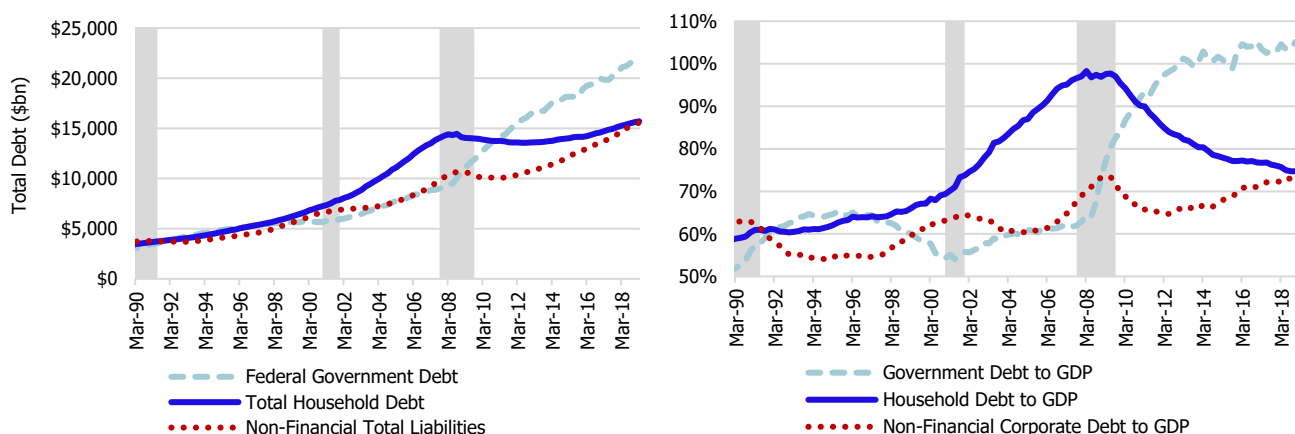 Total Debt ($bn)
$25,000
$20,000
$15,000
$10,000
$5,000
$0
Mar-90
Mar-92
Mar-94
Mar-96
Mar-98
Mar-00
Mar-02
Mar-04
Mar-06
Mar-08
Mar-10
Mar-12
Mar-14
Mar-16
Mar-18
Federal Government Debt
Total Household Debt
Non-Financial Total Liabilities
110%
100%
90%
80%
70%
60%
50%
Mar-90
Mar-92
Mar-94
Mar-96
Mar-98
Mar-00
Mar-02
Mar-04
Mar-06
Mar-08
Mar-10
Mar-12
Mar-14
Mar-16
Mar-18
Government Debt to GDP
Household Debt to GDP
Non-Financial Corporate Debt to GDP